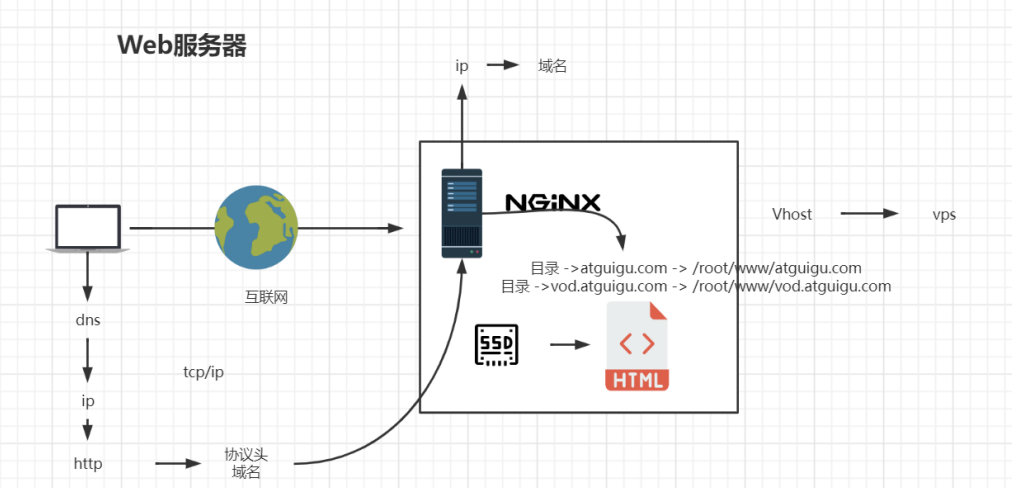 Web服务器
ip
域名
NGiNX
Vhost
vps
目录 ->atguigu.com -> /root/www/atguigu.com
目录 ->vod.atguigu.com -> /root/www/vod.atguigu.com
互联网
dns
SSD
HTML
tcp/ip
ip
http
协议头
域名